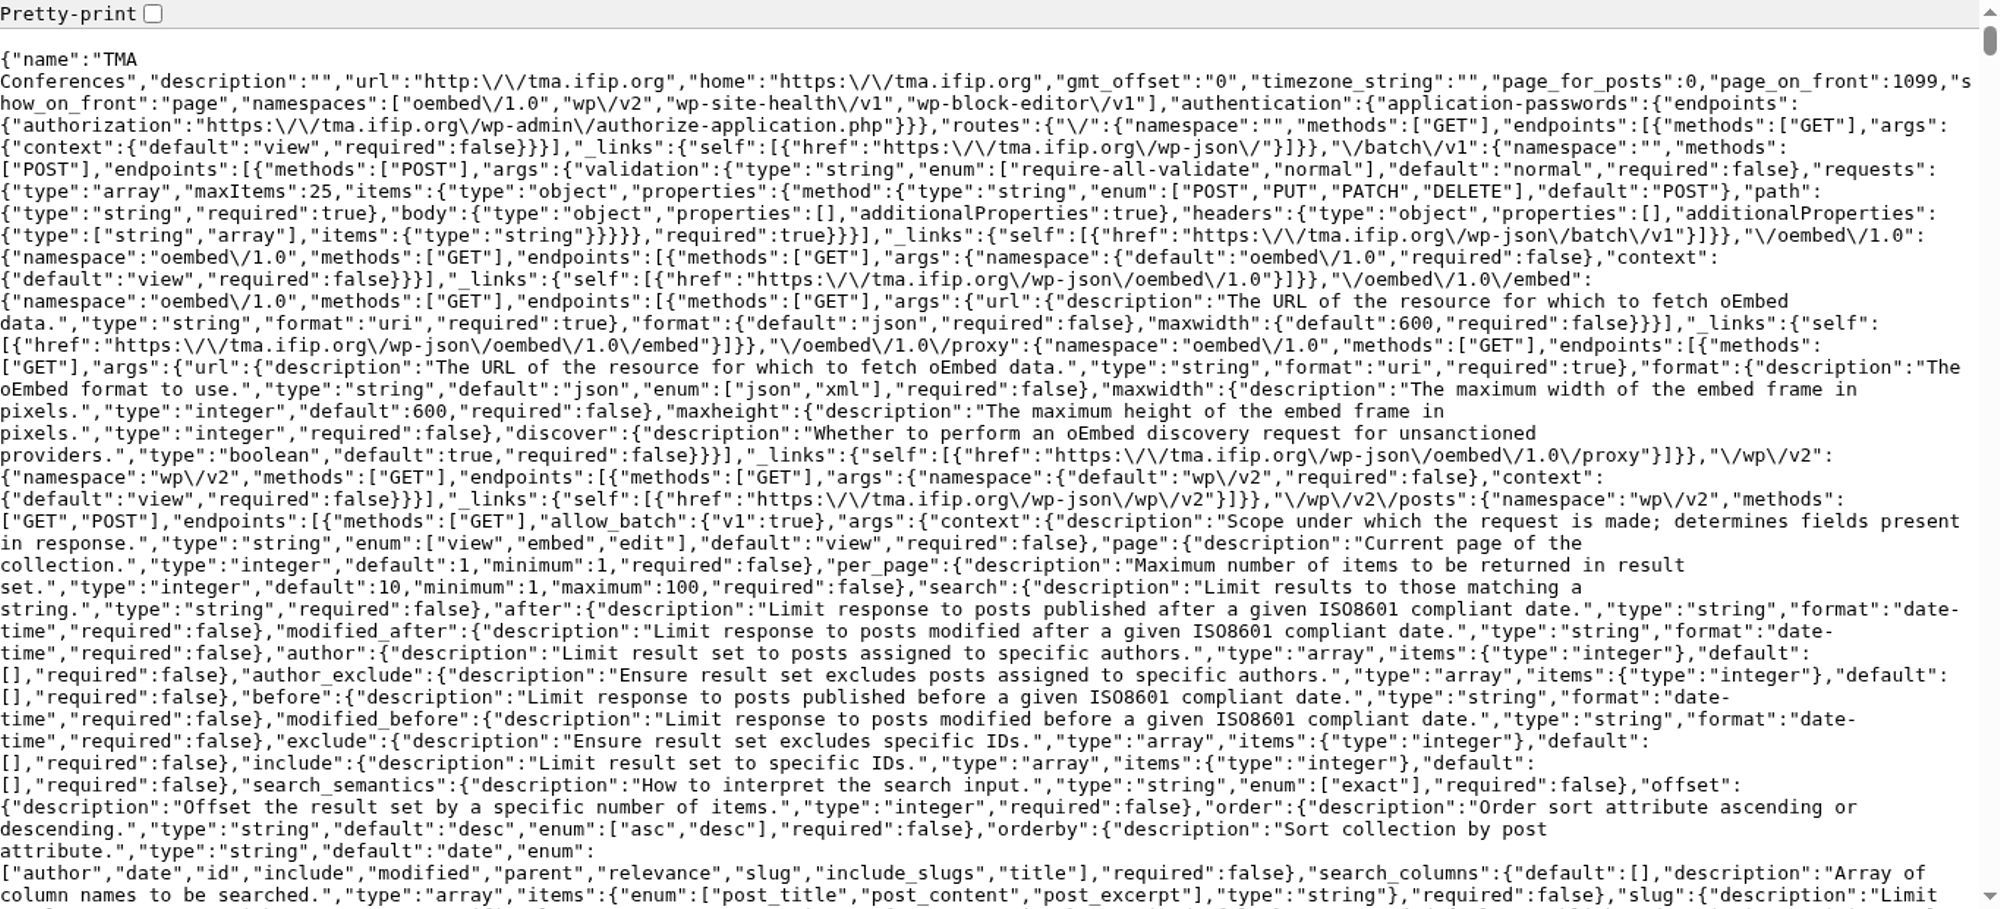 Pretty-print
{"name":"TMA
Conferences","description":"","url":"http:\/\/tma.ifip.org","home":"https:\/\/tma.ifip.org","gmt_offset":"0","timezone_string":"","page_for_posts":0,"page_on_front":1099,"s
how_on_front":"page","namespaces":["oembed\/1.0","wp\/v2","wp-site-health\/v1","wp-block-editor\/v1"],"authentication":{"application-passwords":{"endpoints":
{"authorization":"https:\/\/tma.ifip.org\/wp-admin\/authorize-application.php"}}},"routes":{"\/":{"namespace":"","methods":["GET"],"endpoints":[{"methods":["GET"],"args":
{"context":{"default":"view","required":false}}}],"_links":{"self":[{"href":"https:\/\/tma.ifip.org\/wp-json\/"}]}},"\/batch\/v1":{"namespace":"","methods":
["POST"],"endpoints":[{"methods":["POST"],"args":{"validation":{"type":"string","enum":["require-all-validate","normal"],"default":"normal","required":false},"requests":
{"type":"array","maxItems":25,"items":{"type":"object","properties":{"method":{"type":"string","enum":["POST","PUT","PATCH","DELETE"],"default":"POST"},"path":
{"type":"string","required":true},"body":{"type":"object","properties":[],"additionalProperties":true},"headers":{"type":"object","properties":[],"additionalProperties":
{"type":["string","array"],"items":{"type":"string"}}}}},"required":true}}}],"_links":{"self":[{"href":"https:\/\/tma.ifip.org\/wp-json\/batch\/v1"}]}},"\/oembed\/1.0":
{"namespace":"oembed\/1.0","methods":["GET"],"endpoints":[{"methods":["GET"],"args":{"namespace":{"default":"oembed\/1.0","required":false},"context":
{"default":"view","required":false}}}],"_links":{"self":[{"href":"https:\/\/tma.ifip.org\/wp-json\/oembed\/1.0"}]}},"\/oembed\/1.0\/embed":
{"namespace":"oembed\/1.0","methods":["GET"],"endpoints":[{"methods":["GET"],"args":{"url":{"description":"The URL of the resource for which to fetch oEmbed
data.","type":"string","format":"uri","required":true},"format":{"default":"json","required":false},"maxwidth":{"default":600,"required":false}}}],"_links":{"self":
[{"href":"https:\/\/tma.ifip.org\/wp-json\/oembed\/1.0\/embed"}]}},"\/oembed\/1.0\/proxy":{"namespace":"oembed\/1.0","methods":["GET"],"endpoints":[{"methods":
["GET"],"args":{"url":{"description":"The URL of the resource for which to fetch oEmbed data.","type":"string","format":"uri","required":true},"format":{"description":"The
oEmbed format to use.","type":"string","default":"json","enum":["json","xml"],"required":false},"maxwidth":{"description":"The maximum width of the embed frame in
pixels.","type":"integer","default":600,"required":false},"maxheight":{"description":"The maximum height of the embed frame in
pixels.","type":"integer","required":false},"discover":{"description":"Whether to perform an oEmbed discovery request for unsanctioned
providers.","type":"boolean","default":true,"required":false}}}],"_links":{"self":[{"href":"https:\/\/tma.ifip.org\/wp-json\/oembed\/1.0\/proxy"}]}},"\/wp\/v2":
{"namespace":"wp\/v2","methods":["GET"],"endpoints":[{"methods":["GET"],"args":{"namespace":{"default":"wp\/v2","required":false},"context":
{"default":"view","required":false}}}],"_links":{"self":[{"href":"https:\/\/tma.ifip.org\/wp-json\/wp\/v2"}]}},"\/wp\/v2\/posts":{"namespace":"wp\/v2","methods":
["GET","POST"],"endpoints":[{"methods":["GET"],"allow_batch":{"v1":true},"args":{"context":{"description":"Scope under which the request is made; determines fields present
in response.","type":"string","enum":["view","embed","edit"],"default":"view","required":false},"page":{"description":"Current page of the
collection.","type":"integer","default":1,"minimum":1,"required":false},"per_page":{"description":"Maximum number of items to be returned in result
set.","type":"integer","default":10,"minimum":1,"maximum":100,"required":false},"search":{"description":"Limit results to those matching a
string.","type":"string","required":false},"after":{"description":"Limit response to posts published after a given ISO8601 compliant date.","type":"string","format":"date-
time","required":false},"modified_after":{"description":"Limit response to posts modified after a given ISO8601 compliant date.","type":"string","format":"date-
time","required":false},"author":{"description":"Limit result set to posts assigned to specific authors.","type":"array","items":{"type":"integer"},"default":
[],"required":false},"author_exclude":{"description":"Ensure result set excludes posts assigned to specific authors.","type":"array","items":{"type":"integer"},"default":
[],"required":false},"before":{"description":"Limit response to posts published before a given ISO8601 compliant date.","type":"string","format":"date-
time","required":false},"modified_before":{"description":"Limit response to posts modified before a given ISO8601 compliant date.","type":"string","format":"date-
time","required":false},"exclude":{"description":"Ensure result set excludes specific IDs.","type":"array","items":{"type":"integer"},"default":
[],"required":false},"include":{"description":"Limit result set to specific IDs.","type":"array","items":{"type":"integer"},"default":
[],"required":false},"search_semantics":{"description":"How to interpret the search input.","type":"string","enum":["exact"],"required":false},"offset":
{"description":"Offset the result set by a specific number of items.","type":"integer","required":false},"order":{"description":"Order sort attribute ascending or
descending.","type":"string","default":"desc","enum":["asc","desc"],"required":false},"orderby":{"description":"Sort collection by post
attribute.","type":"string","default":"date","enum":
["author","date","id","include","modified","parent","relevance","slug","include_slugs","title"],"required":false},"search_columns":{"default":[],"description":"Array of
column names to be searched.","type":"array","items":{"enum":["post_title","post_content","post_excerpt"],"type":"string"},"required":false},"slug":{"description":"Limit